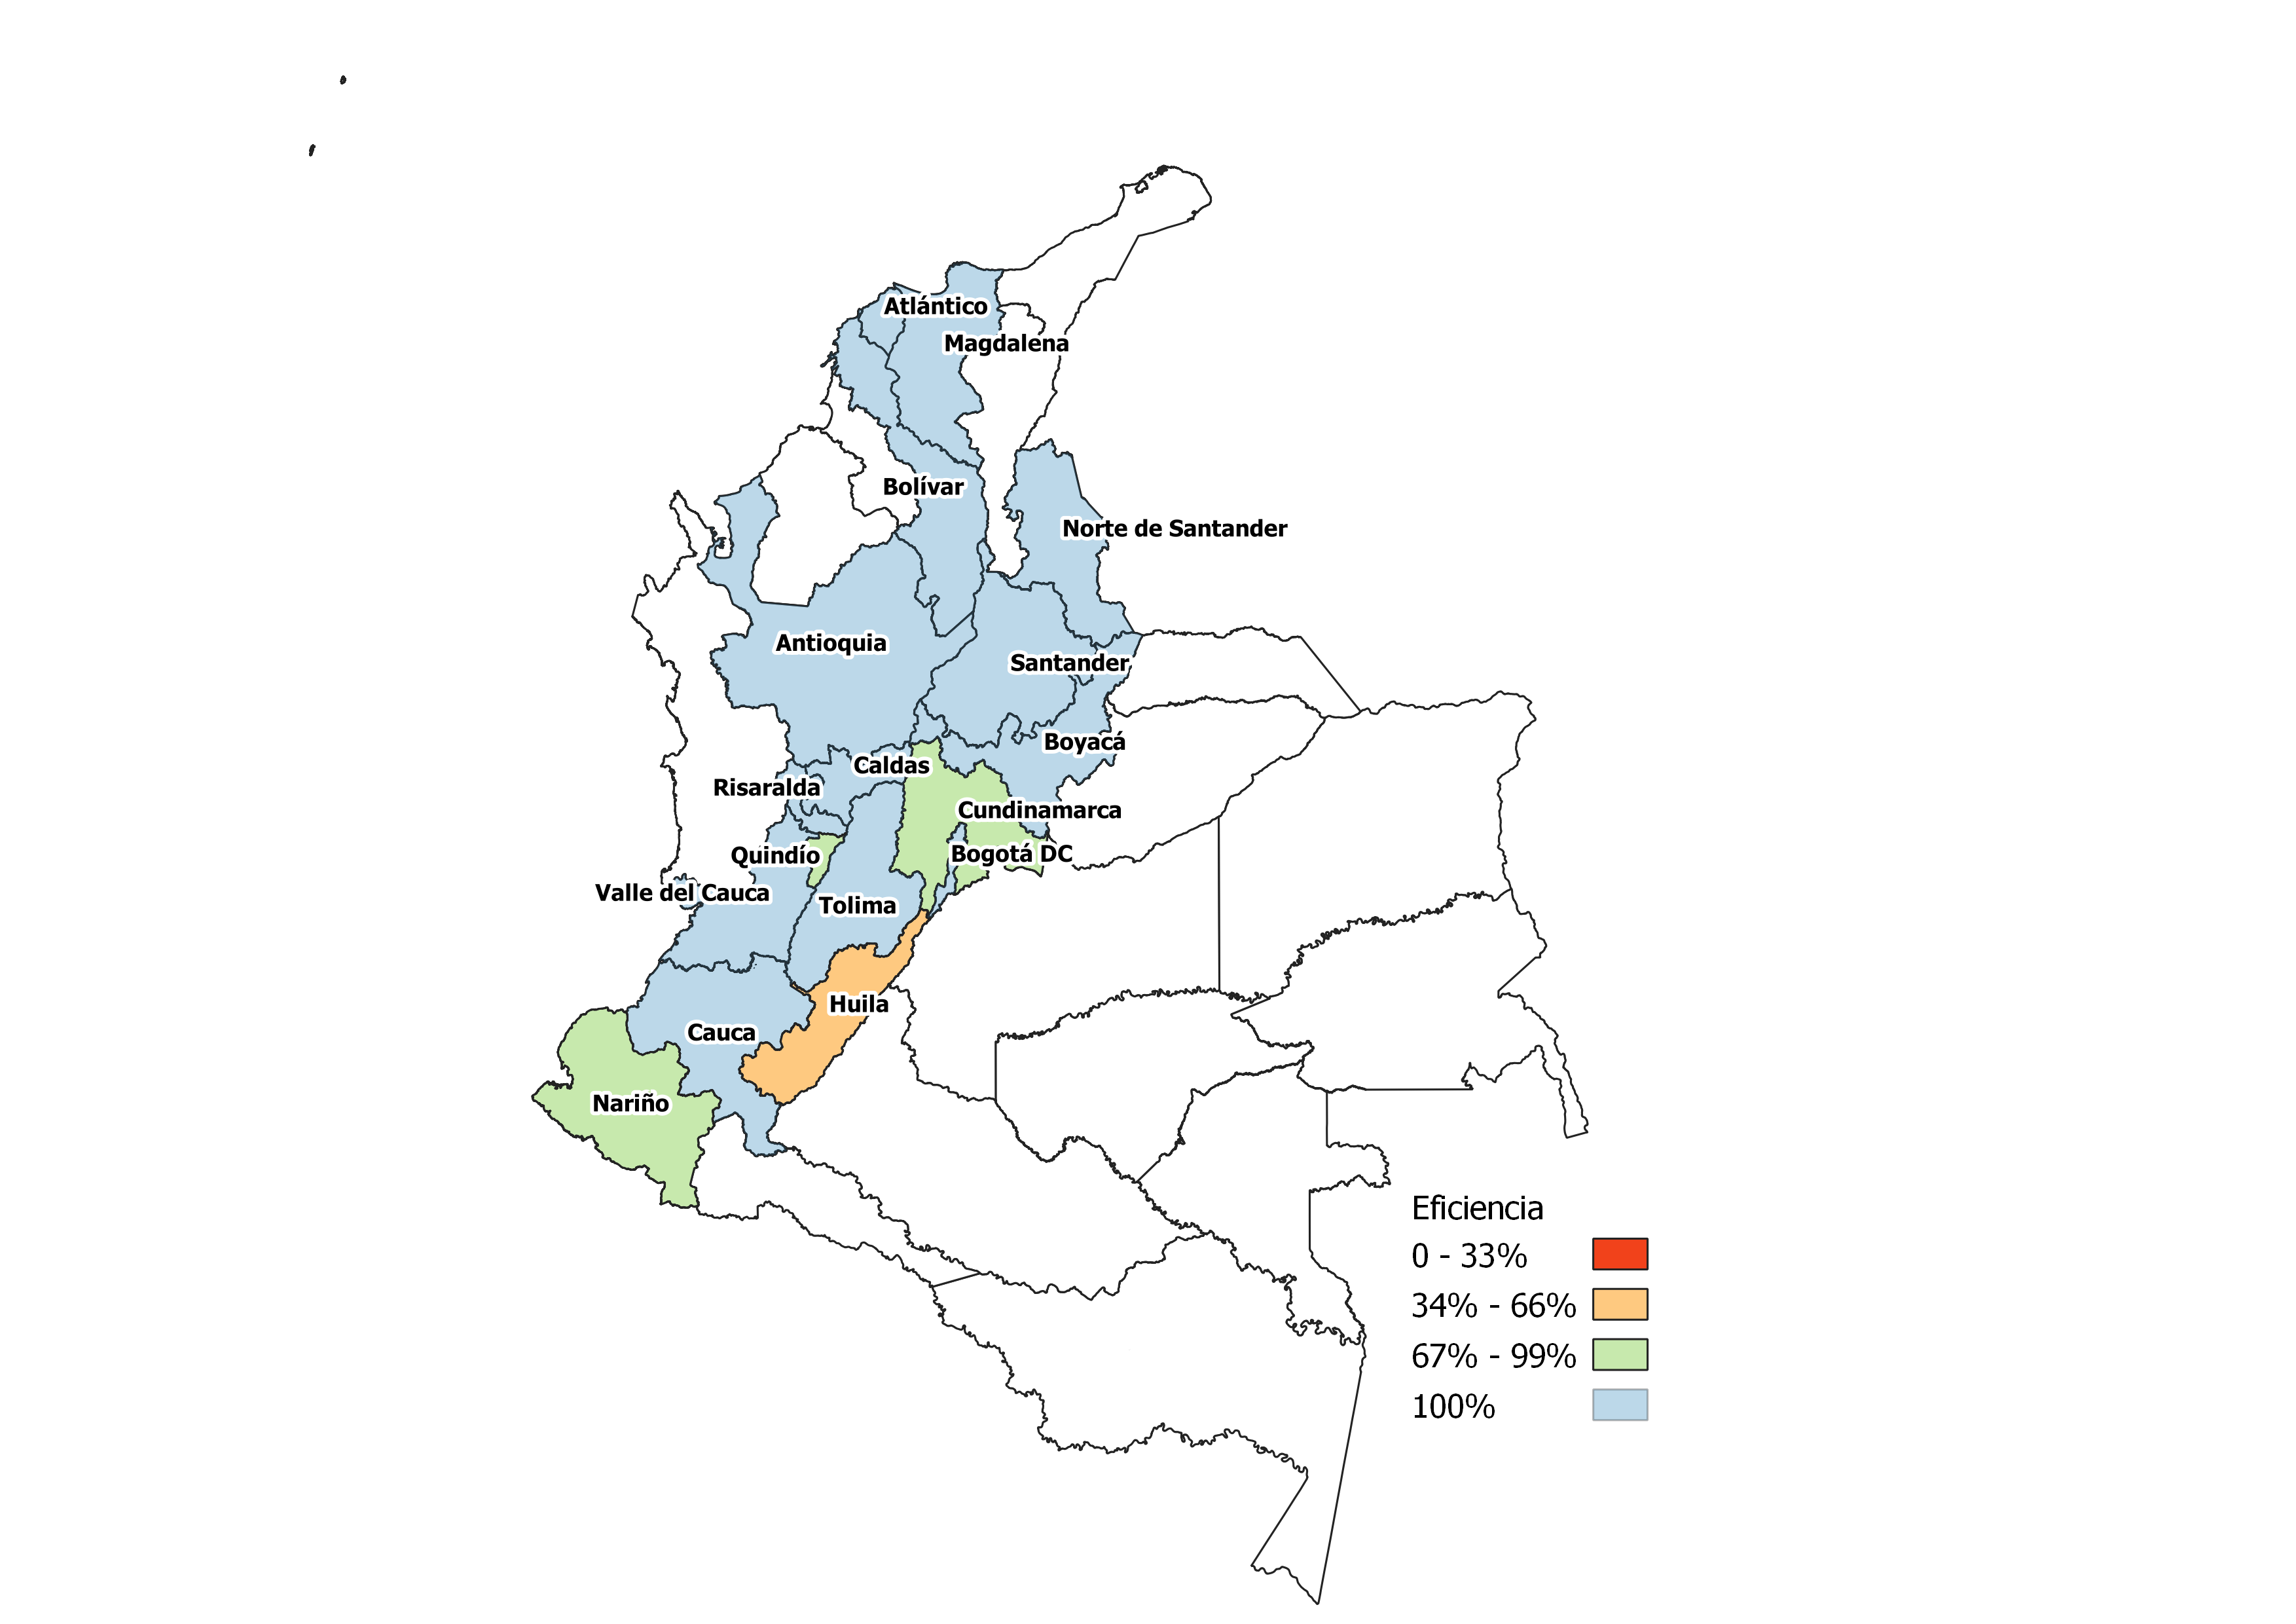 Atlántico
Magdalena
Bolívar
Norte de Santander
Antioquia
Santander
Boyacá
Caldas
Risaralda
Cundinamarca
Bogotá DC
Quindío
Valle del Cauca
Tolima
Huila
Cauca
Nariño
Eficiencia
0 - 33%
34% - 66%
67% - 99%
100%